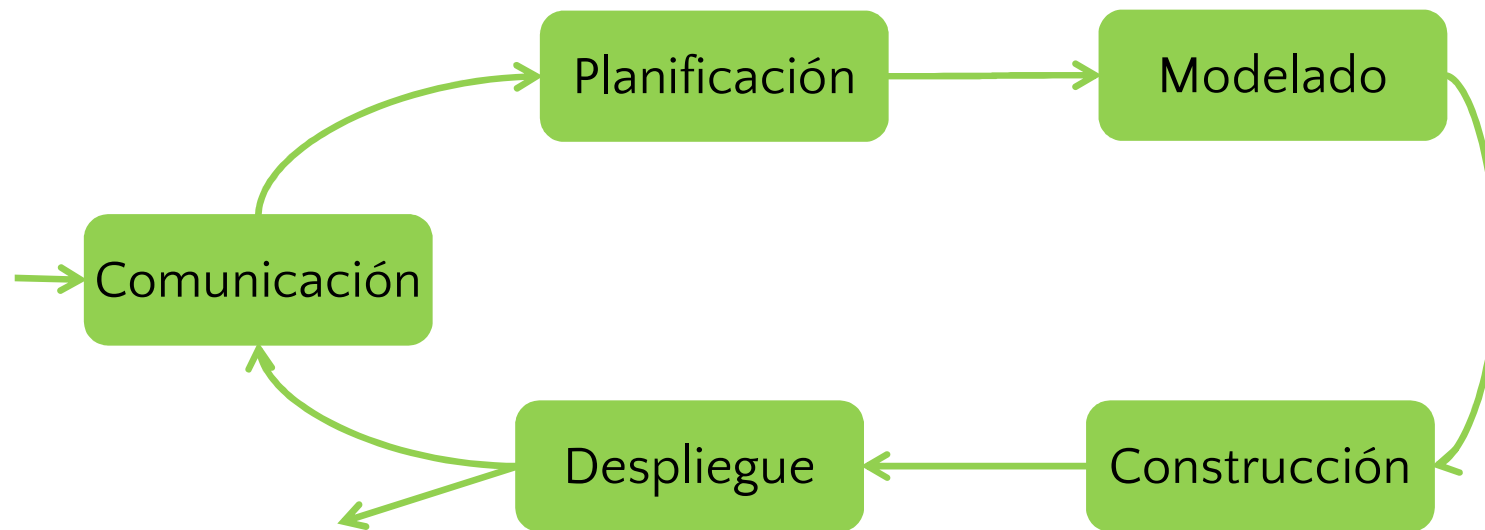 Planificación
Modelado
Comunicación
Despliegue
Construcción